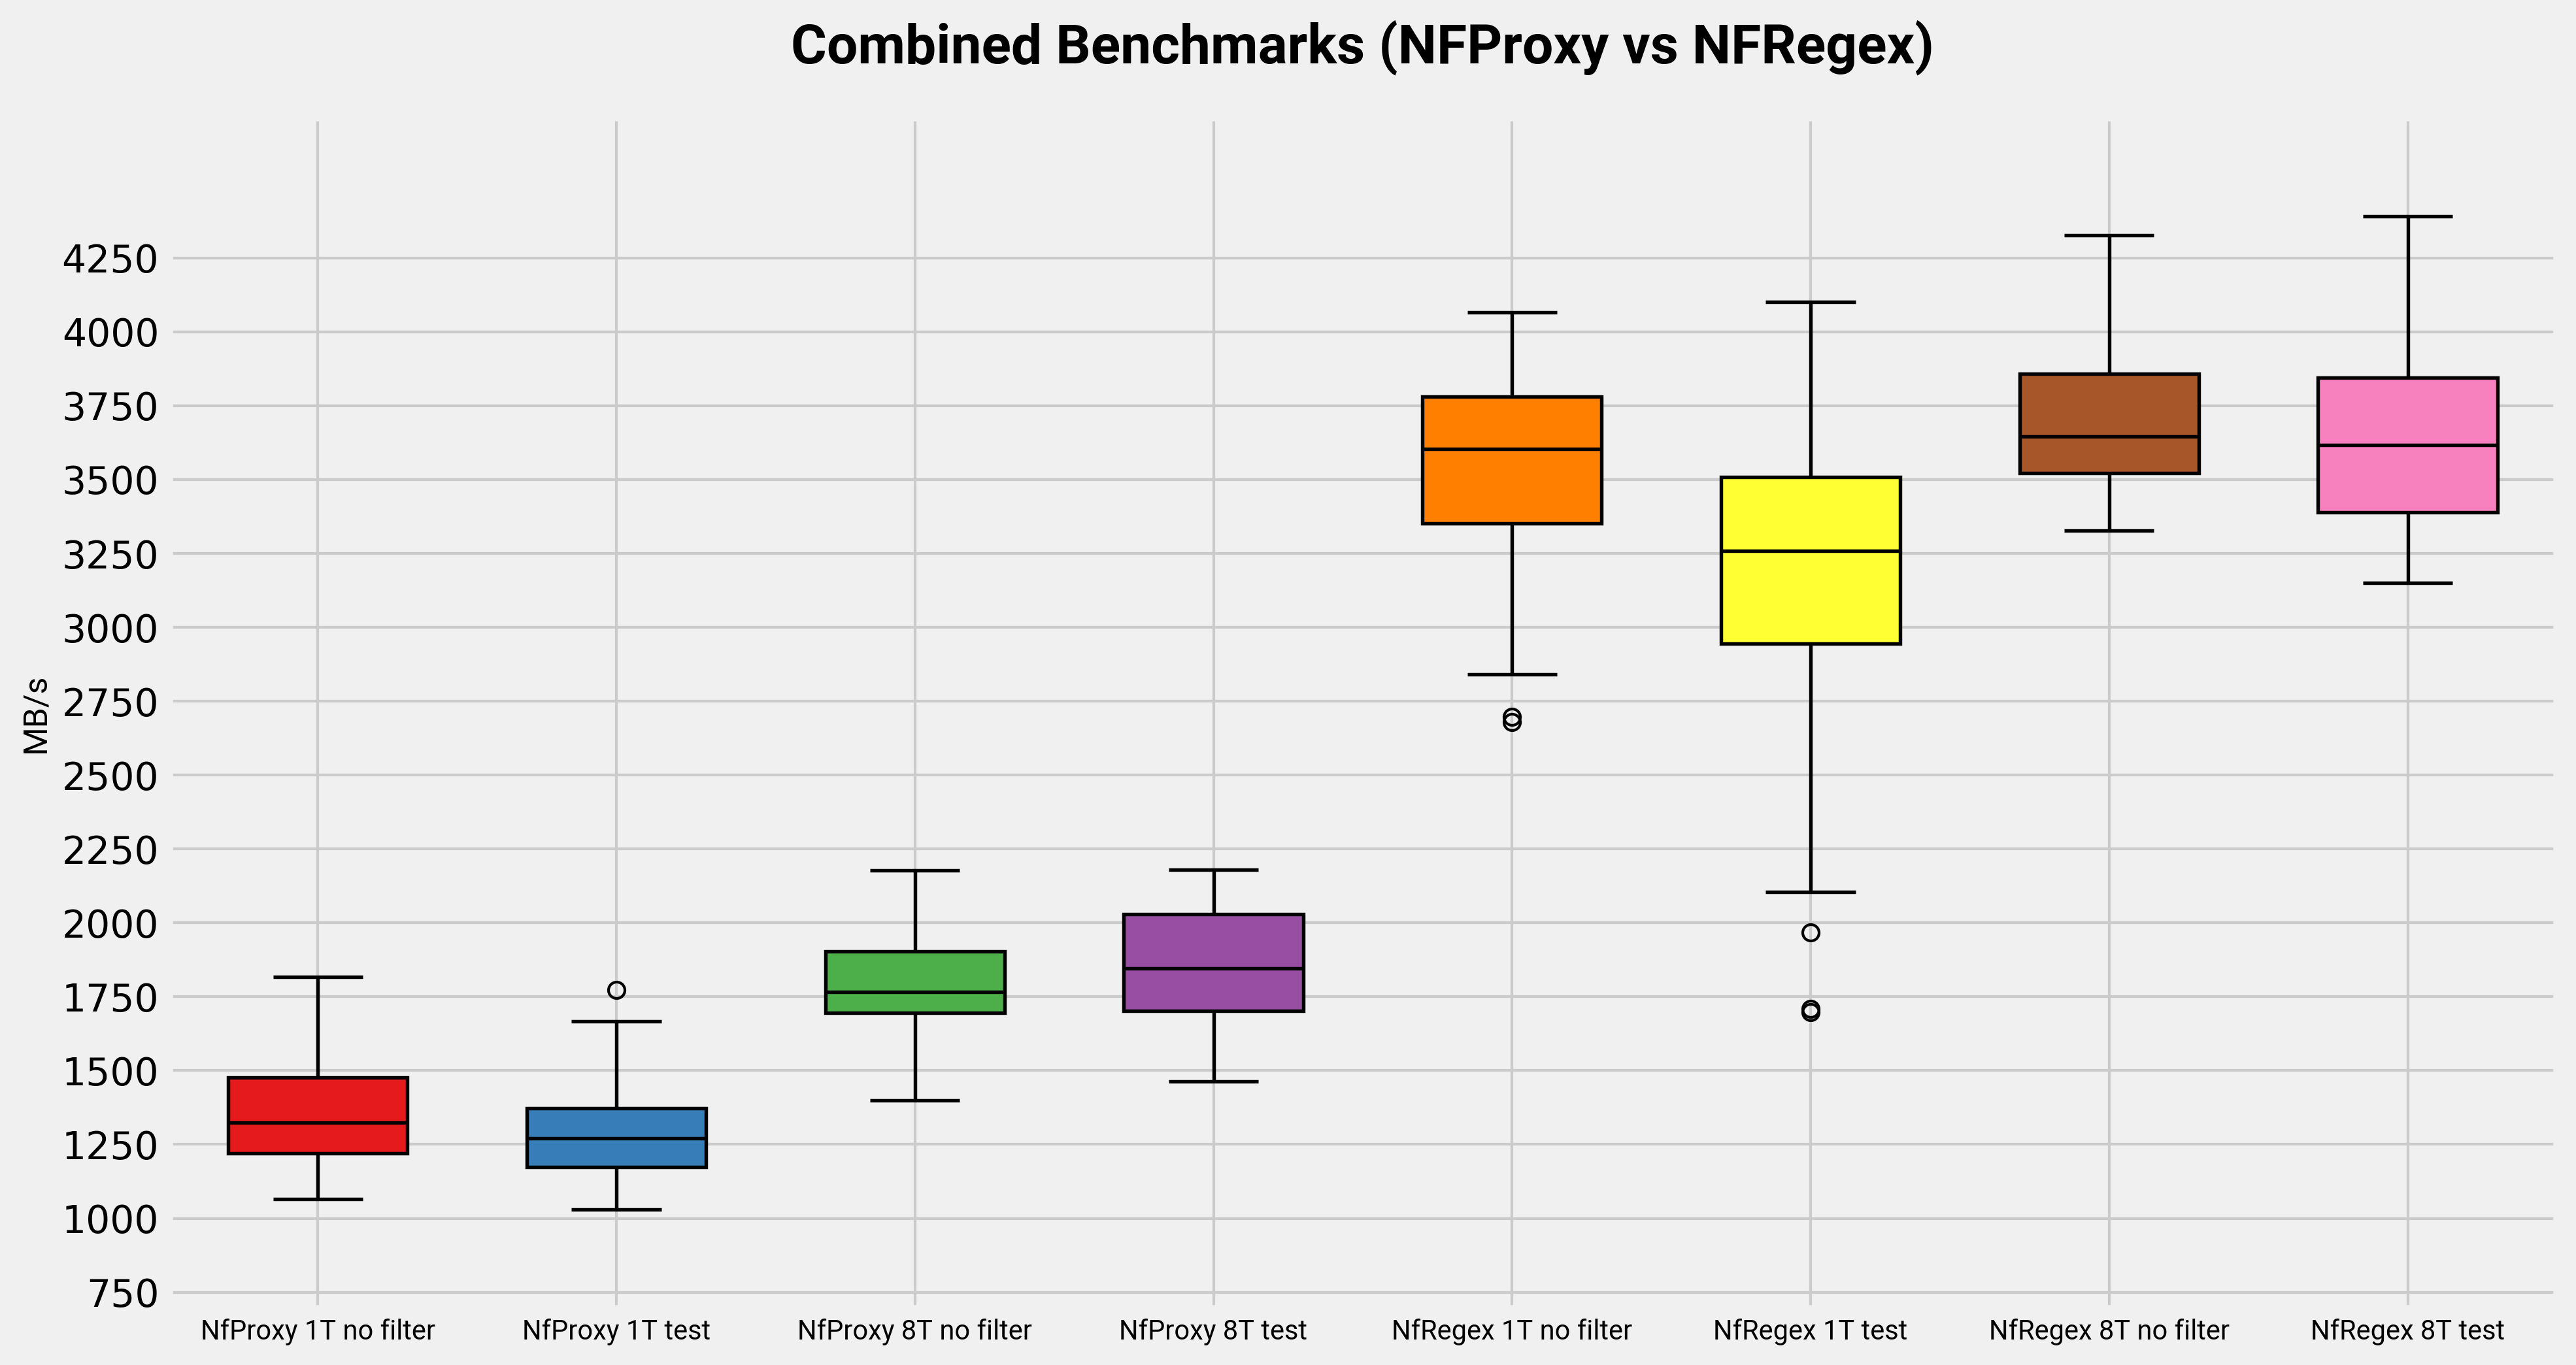 Combined Benchmarks (NFProxy vs NFRegex)
MB/s
4250
4000
3750
3500
3250
3000
2750
2500
2250
2000
1750
1500
1250
1000
750
NfProxy 1T no filter
NfProxy 1T test
NfProxy 8T no filter
NfProxy 8T test
NfRegex 1T no filter
NfRegex 1T test
NfRegex 8T no filter
NfRegex 8T test